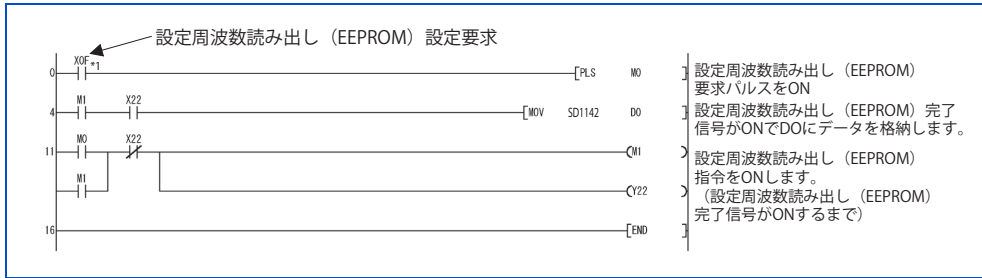 設定周波数読み出し（EEPROM）設定要求
X0F *1
0 [PLS M0 ] 設定周波数読み出し（EEPROM）
要求パルスをON
M1 X22
4 [MOV SD1142 D0 ] 設定周波数読み出し（EEPROM）完了
信号がONでD0にデータを格納します。
M0 X22
11 (M1 ) 設定周波数読み出し（EEPROM）
指令をONします。
M1
(Y22 ) （設定周波数読み出し（EEPROM）
完了信号がONするまで）
16 [END ]